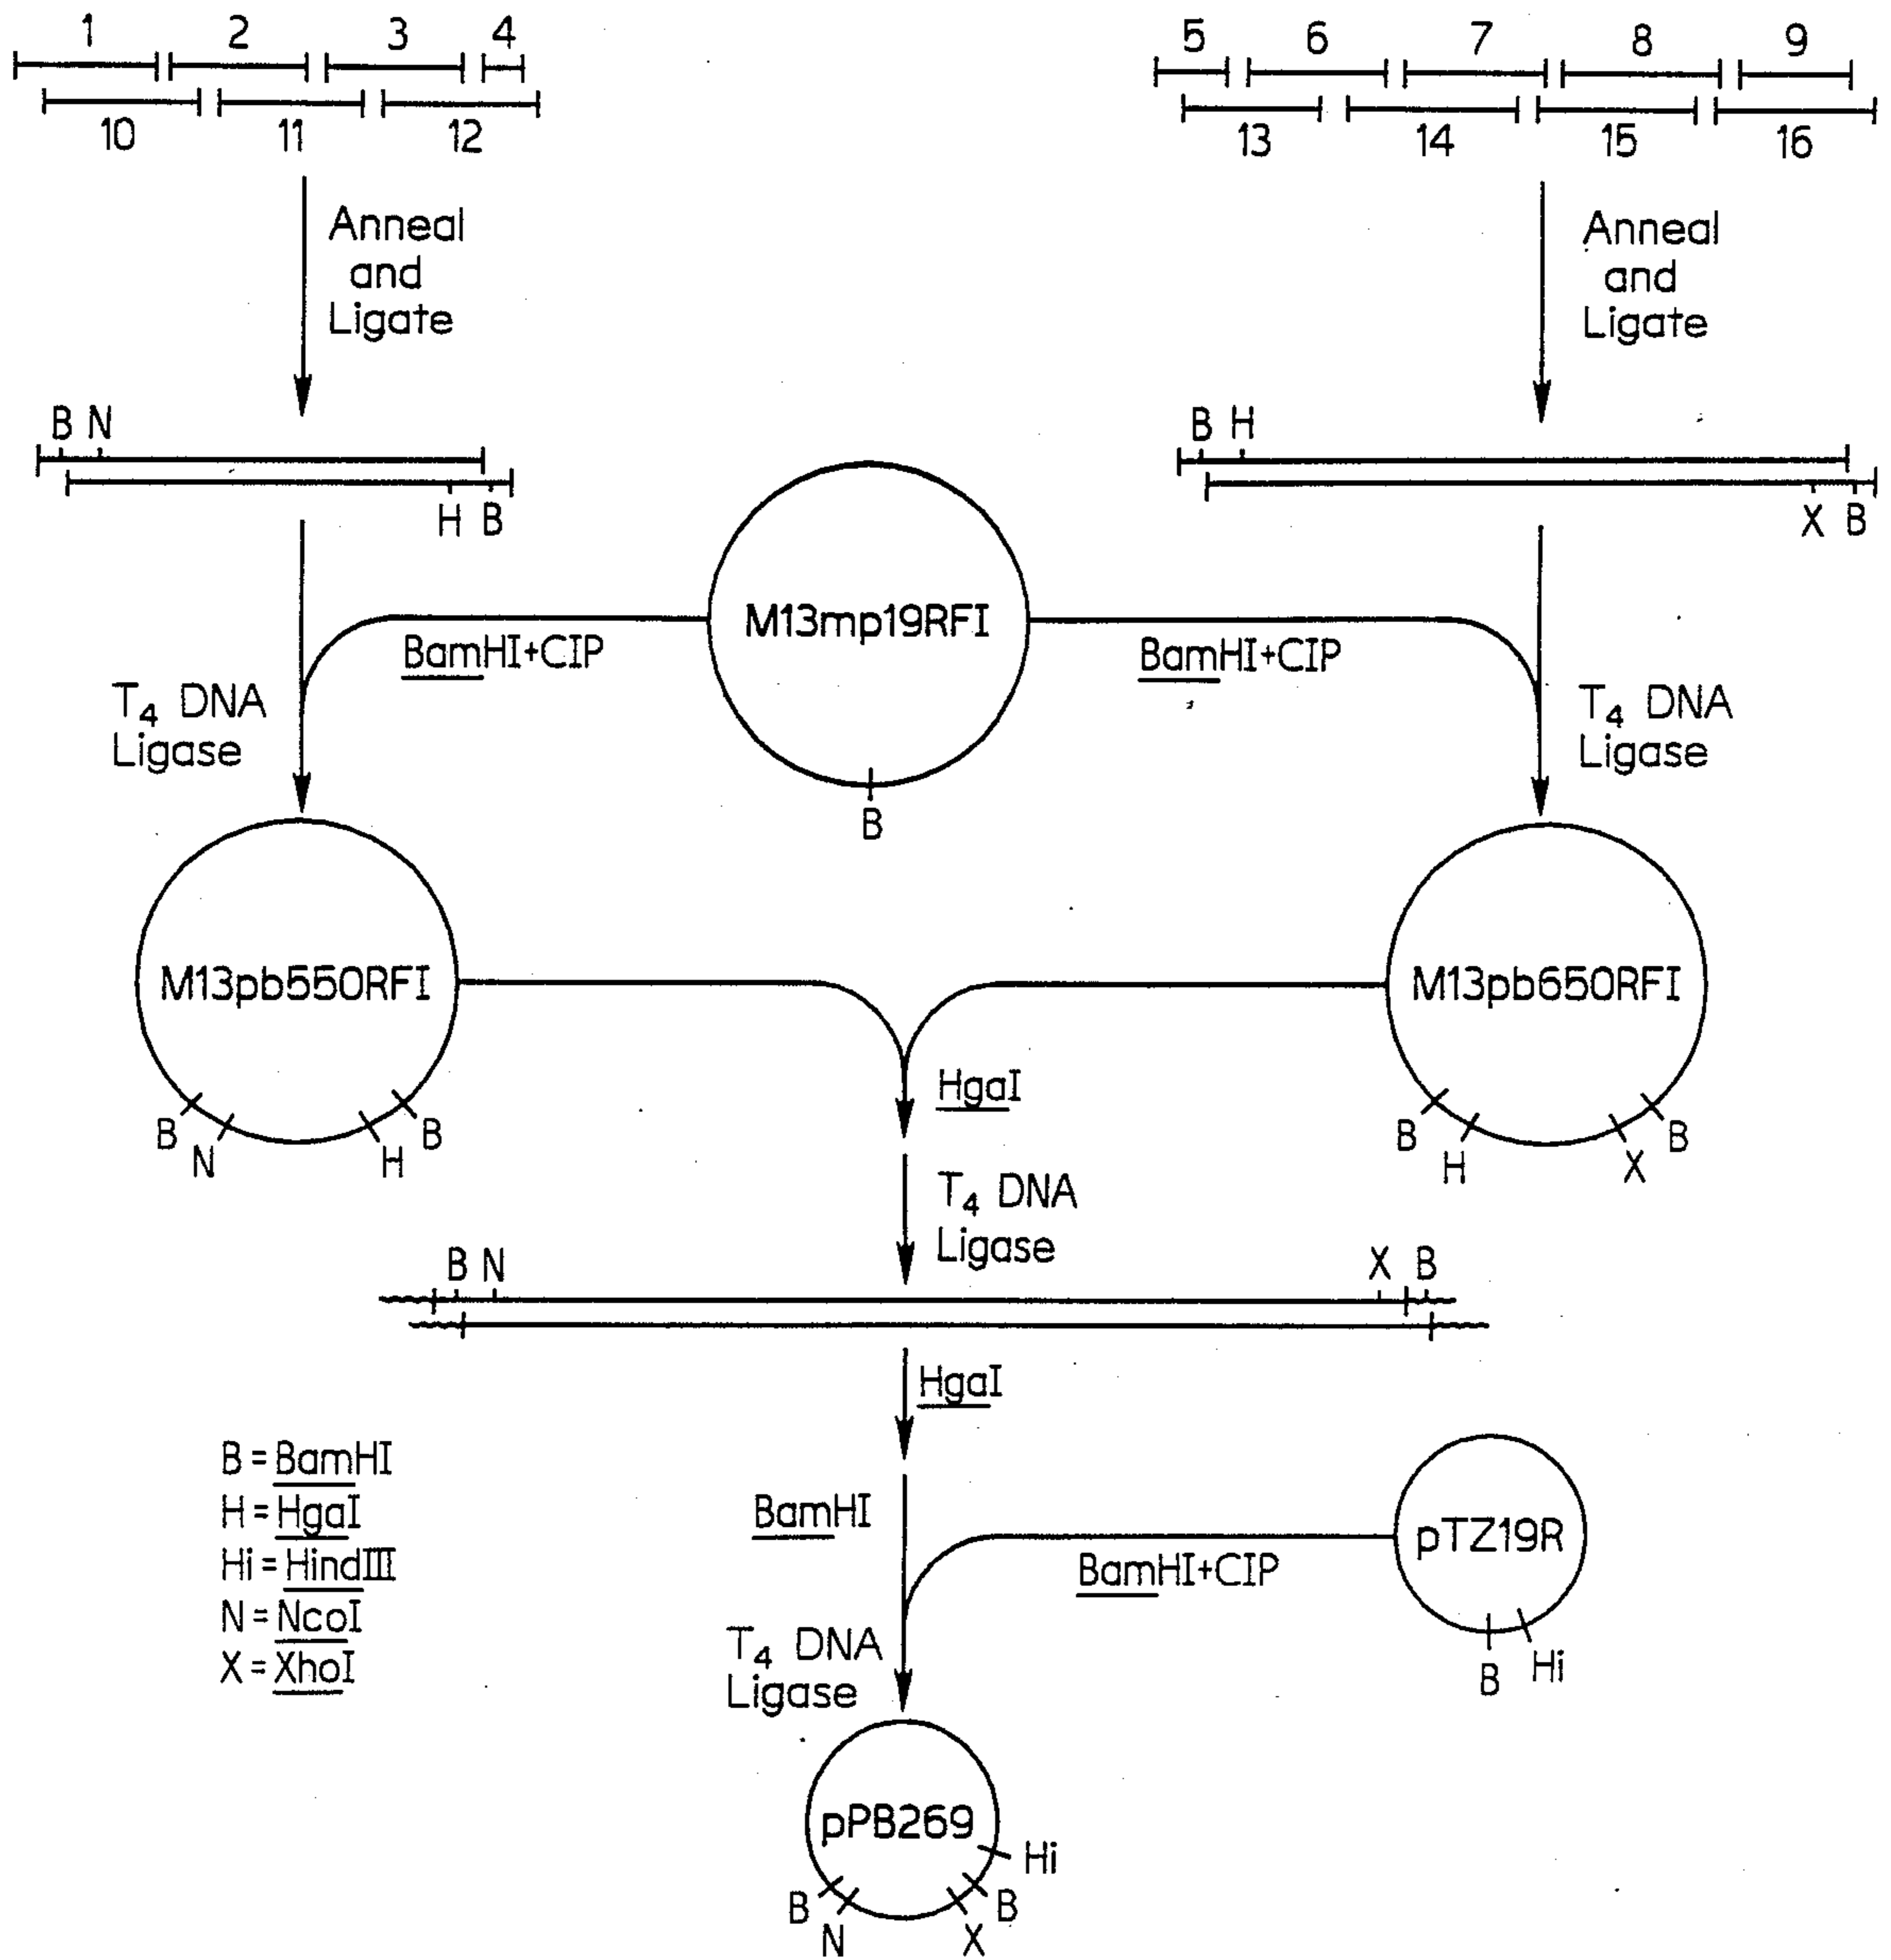 1 2 3 4
10 11 12
5 6 7 8 9
13 14 15 16
Anneal
and
Ligate
Anneal
and
Ligate
B N
H B
B H
X B
M13mp19RFI
B
BamHI+CIP
BamHI+CIP
T4 DNA
Ligase
T4 DNA
Ligase
M13pb550RFI
B N H B
M13pb650RFI
B H X B
HgaI
T4 DNA
Ligase
B N X B
HgaI
B = BamHI
H = HgaI
Hi = HindIII
N = NcoI
X = XhoI
BamHI
BamHI+CIP
pTZ19R
B Hi
T4 DNA
Ligase
pPB269
Hi
B N X B